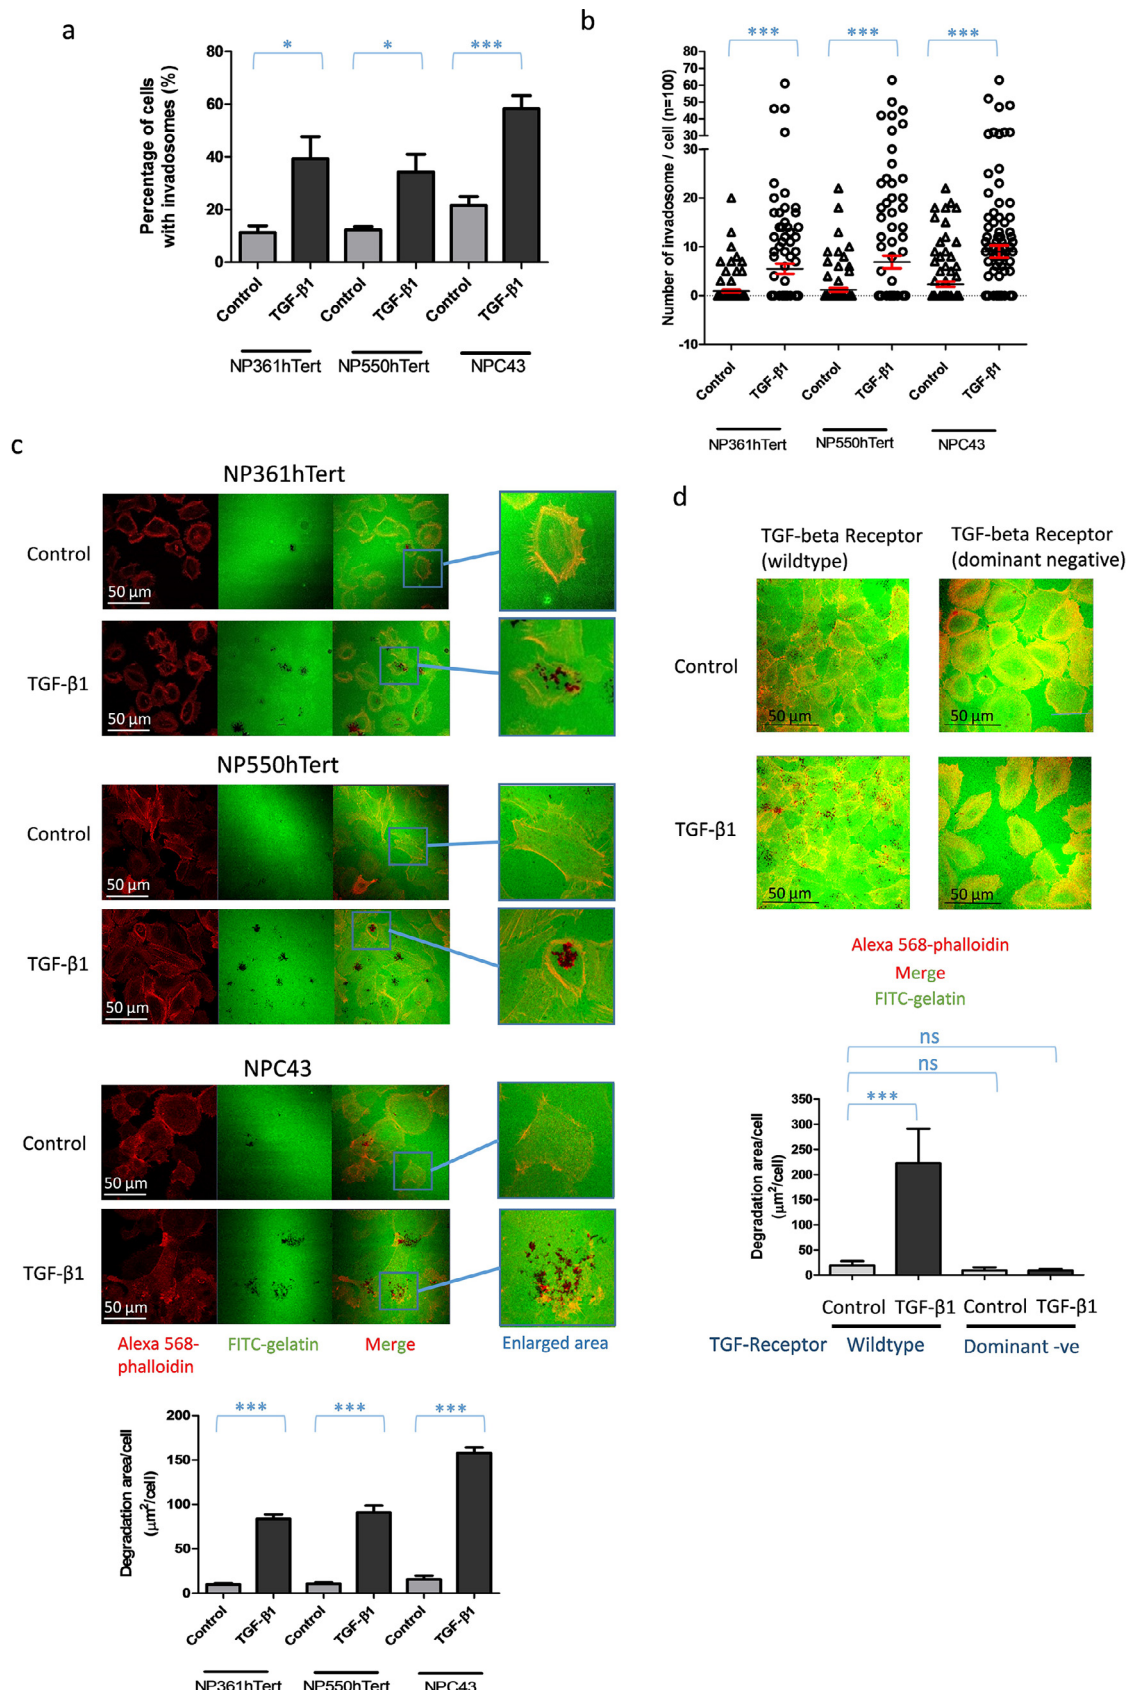 a
80
60
40
20
0
Percentage of cells
with invadosomes (%)
*
*
***
Control
TGF-β1
Control
TGF-β1
Control
TGF-β1
NP361hTert
NP550hTert
NPC43
b
80
70
60
50
40
30
30
20
10
0
-10
Number of invadosome / cell (n=100)
***
***
***
Control
TGF-β1
Control
TGF-β1
Control
TGF-β1
NP361hTert
NP550hTert
NPC43
c
NP361hTert
Control
50 μm
TGF-β1
50 μm
NP550hTert
Control
50 μm
TGF-β1
50 μm
NPC43
Control
50 μm
TGF-β1
50 μm
Alexa 568-
phalloidin
FITC-gelatin
Merge
Enlarged area
200
150
100
50
0
Degradation area/cell
(μm²/cell)
***
***
***
Control
TGF-β1
Control
TGF-β1
Control
TGF-β1
NP361hTert
NP550hTert
NPC43
d
TGF-beta Receptor
(wildtype)
TGF-beta Receptor
(dominant negative)
Control
50 μm
50 μm
TGF-β1
50 μm
50 μm
Alexa 568-phalloidin
Merge
FITC-gelatin
ns
ns
***
350
300
250
200
150
100
50
0
Degradation area/cell
(μm²/cell)
Control TGF-β1 Control TGF-β1
TGF-Receptor Wildtype Dominant -ve